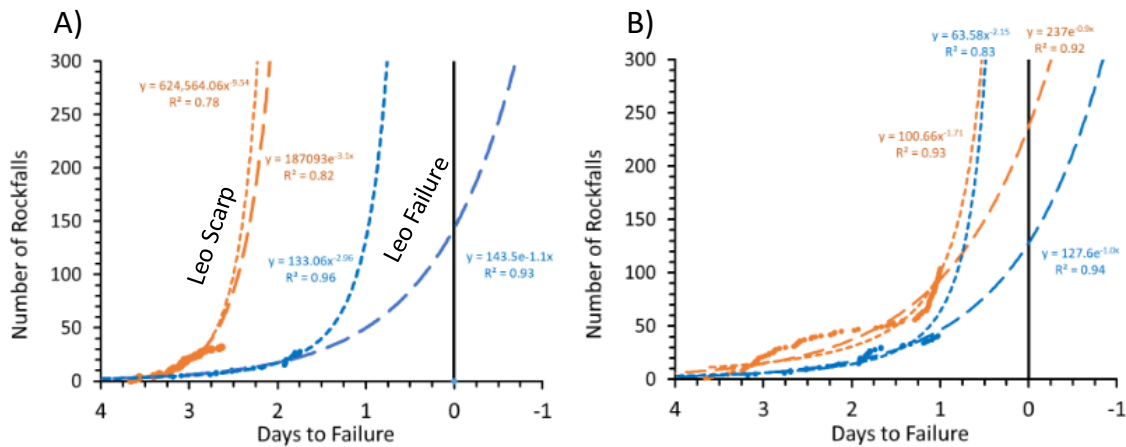 A)
300
250
200
150
100
50
0
4
3
2
1
0
-1
Number of Rockfalls
Days to Failure
y = 624,564.06x^-9.54
R² = 0.78
y = 187093e^-3.1x
R² = 0.82
Leo Scarp
Leo Failure
y = 133.06x^-2.96
R² = 0.96
y = 143.5e-1.1x
R² = 0.93
B)
300
250
200
150
100
50
0
4
3
2
1
0
-1
Number of Rockfalls
Days to Failure
y = 63.58x^-2.15
R² = 0.83
y = 237e^-0.9x
R² = 0.92
y = 100.66x^-1.71
R² = 0.93
y = 127.6e^-1.0x
R² = 0.94